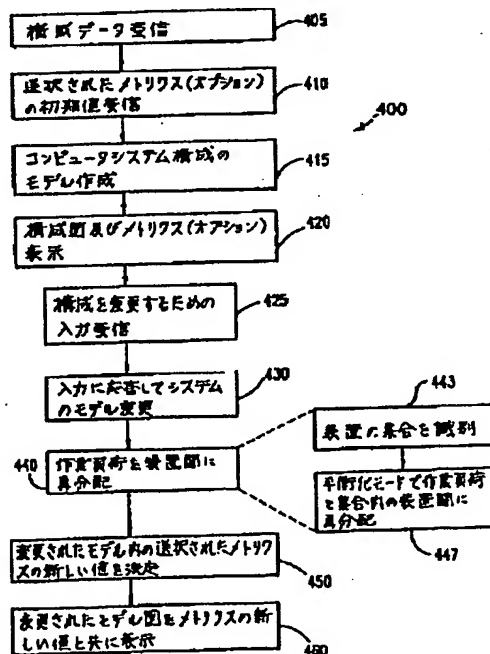 構成データ受信
405
選択されたメトリクス(オプション)
の初期値受信
410
400
コンピュータシステム構成の
モデル作成
415
構成図及びメトリクス(オプション)
表示
420
構成を変更するための
入力受信
425
入力に応答してシステム
のモデル変更
430
440
作業負荷を装置間に
再分配
443
装置の集合を識別
平衡化モードで作業負荷
を集合内の装置間に
再分配
447
変更されたモデル内の選択されたメトリク
スの新しい値を決定
450
変更されたモデル図をメトリクスの新
しい値と共に表示
460